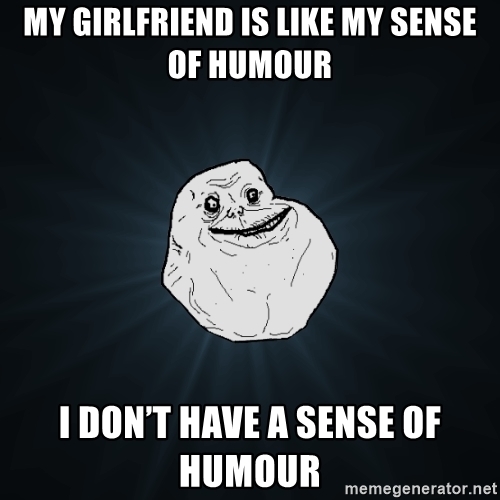 MY GIRLFRIEND IS LIKE MY SENSE
OF HUMOUR
I DON'T HAVE A SENSE OF
HUMOUR
memegenerator.net